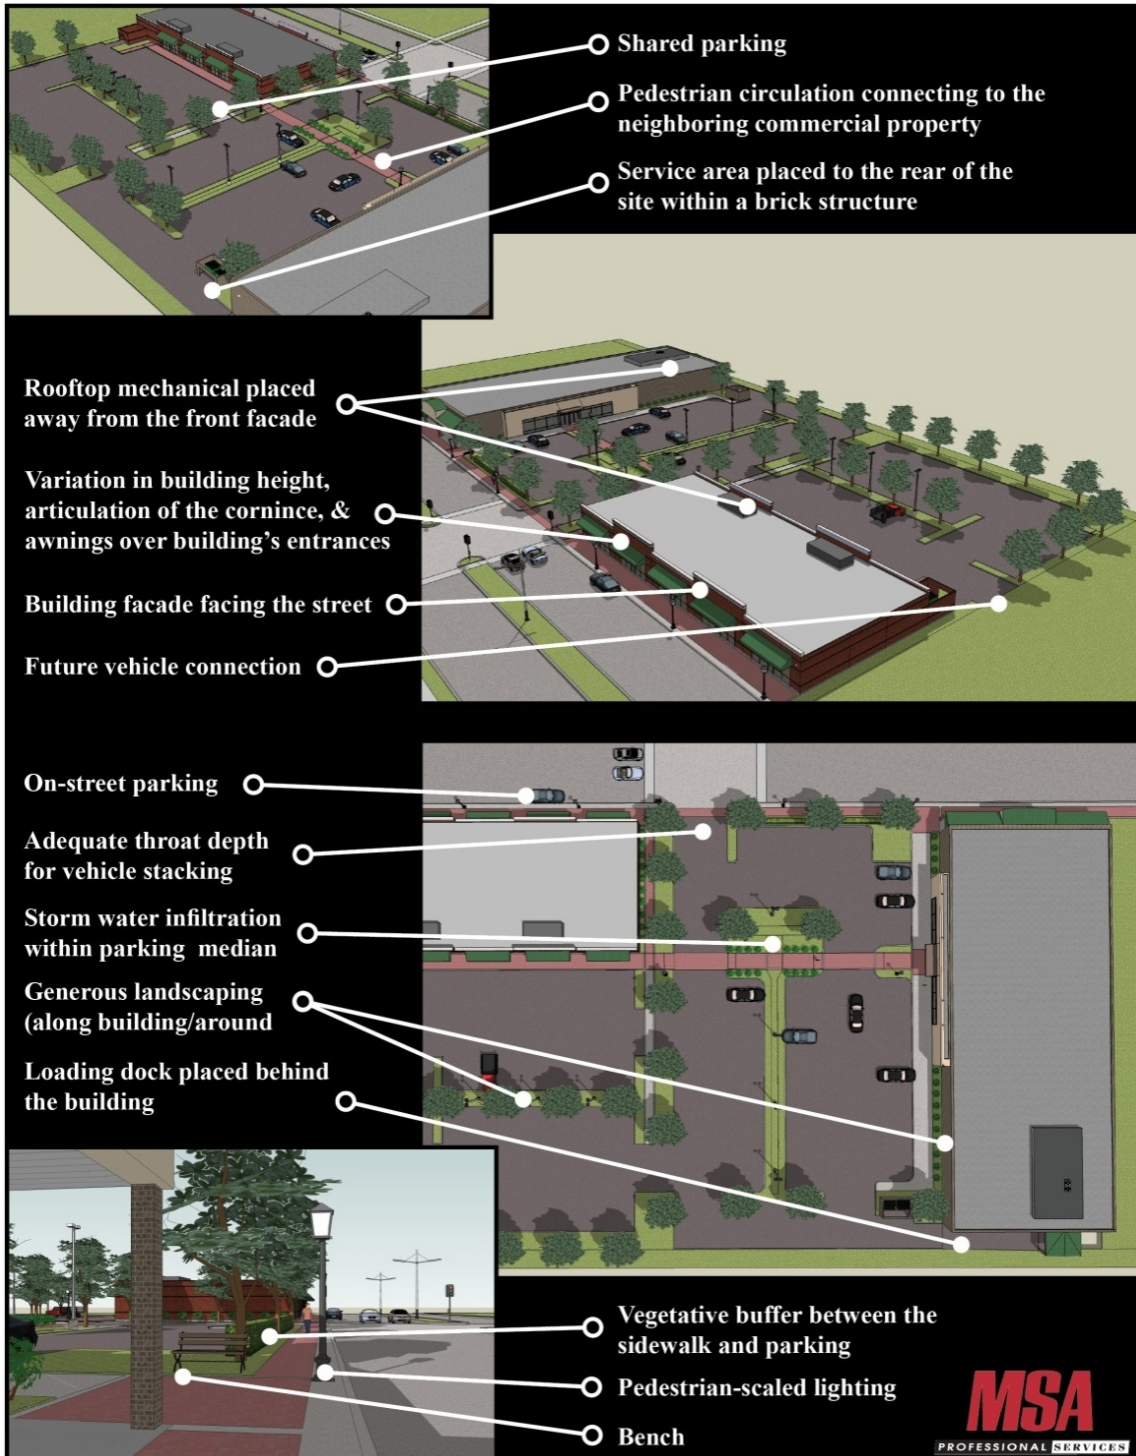 Shared parking
Pedestrian circulation connecting to the
neighboring commercial property
Service area placed to the rear of the
site within a brick structure
Rooftop mechanical placed
away from the front facade
Variation in building height,
articulation of the cornince, &
awnings over building's entrances
Building facade facing the street
Future vehicle connection
On-street parking
Adequate throat depth
for vehicle stacking
Storm water infiltration
within parking median
Generous landscaping
(along building/around
Loading dock placed behind
the building
Vegetative buffer between the
sidewalk and parking
Pedestrian-scaled lighting
Bench
MSA
PROFESSIONAL SERVICES